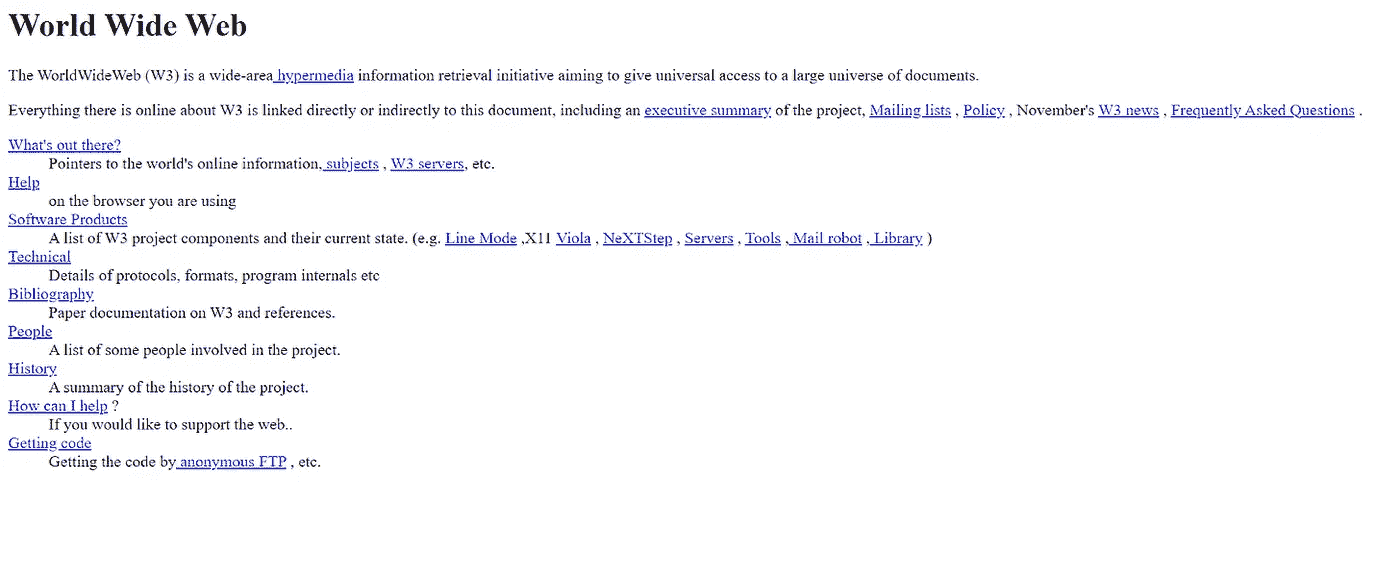 World Wide Web
The WorldWideWeb (W3) is a wide-area hypermedia information retrieval initiative aiming to give universal access to a large universe of documents.
Everything there is online about W3 is linked directly or indirectly to this document, including an executive summary of the project, Mailing lists , Policy , November's W3 news , Frequently Asked Questions .
What's out there?
Pointers to the world's online information, subjects , W3 servers, etc.
Help
on the browser you are using
Software Products
A list of W3 project components and their current state. (e.g. Line Mode ,X11 Viola , NeXTStep , Servers , Tools , Mail robot , Library )
Technical
Details of protocols, formats, program internals etc
Bibliography
Paper documentation on W3 and references.
People
A list of some people involved in the project.
History
A summary of the history of the project.
How can I help ?
If you would like to support the web..
Getting code
Getting the code by anonymous FTP , etc.